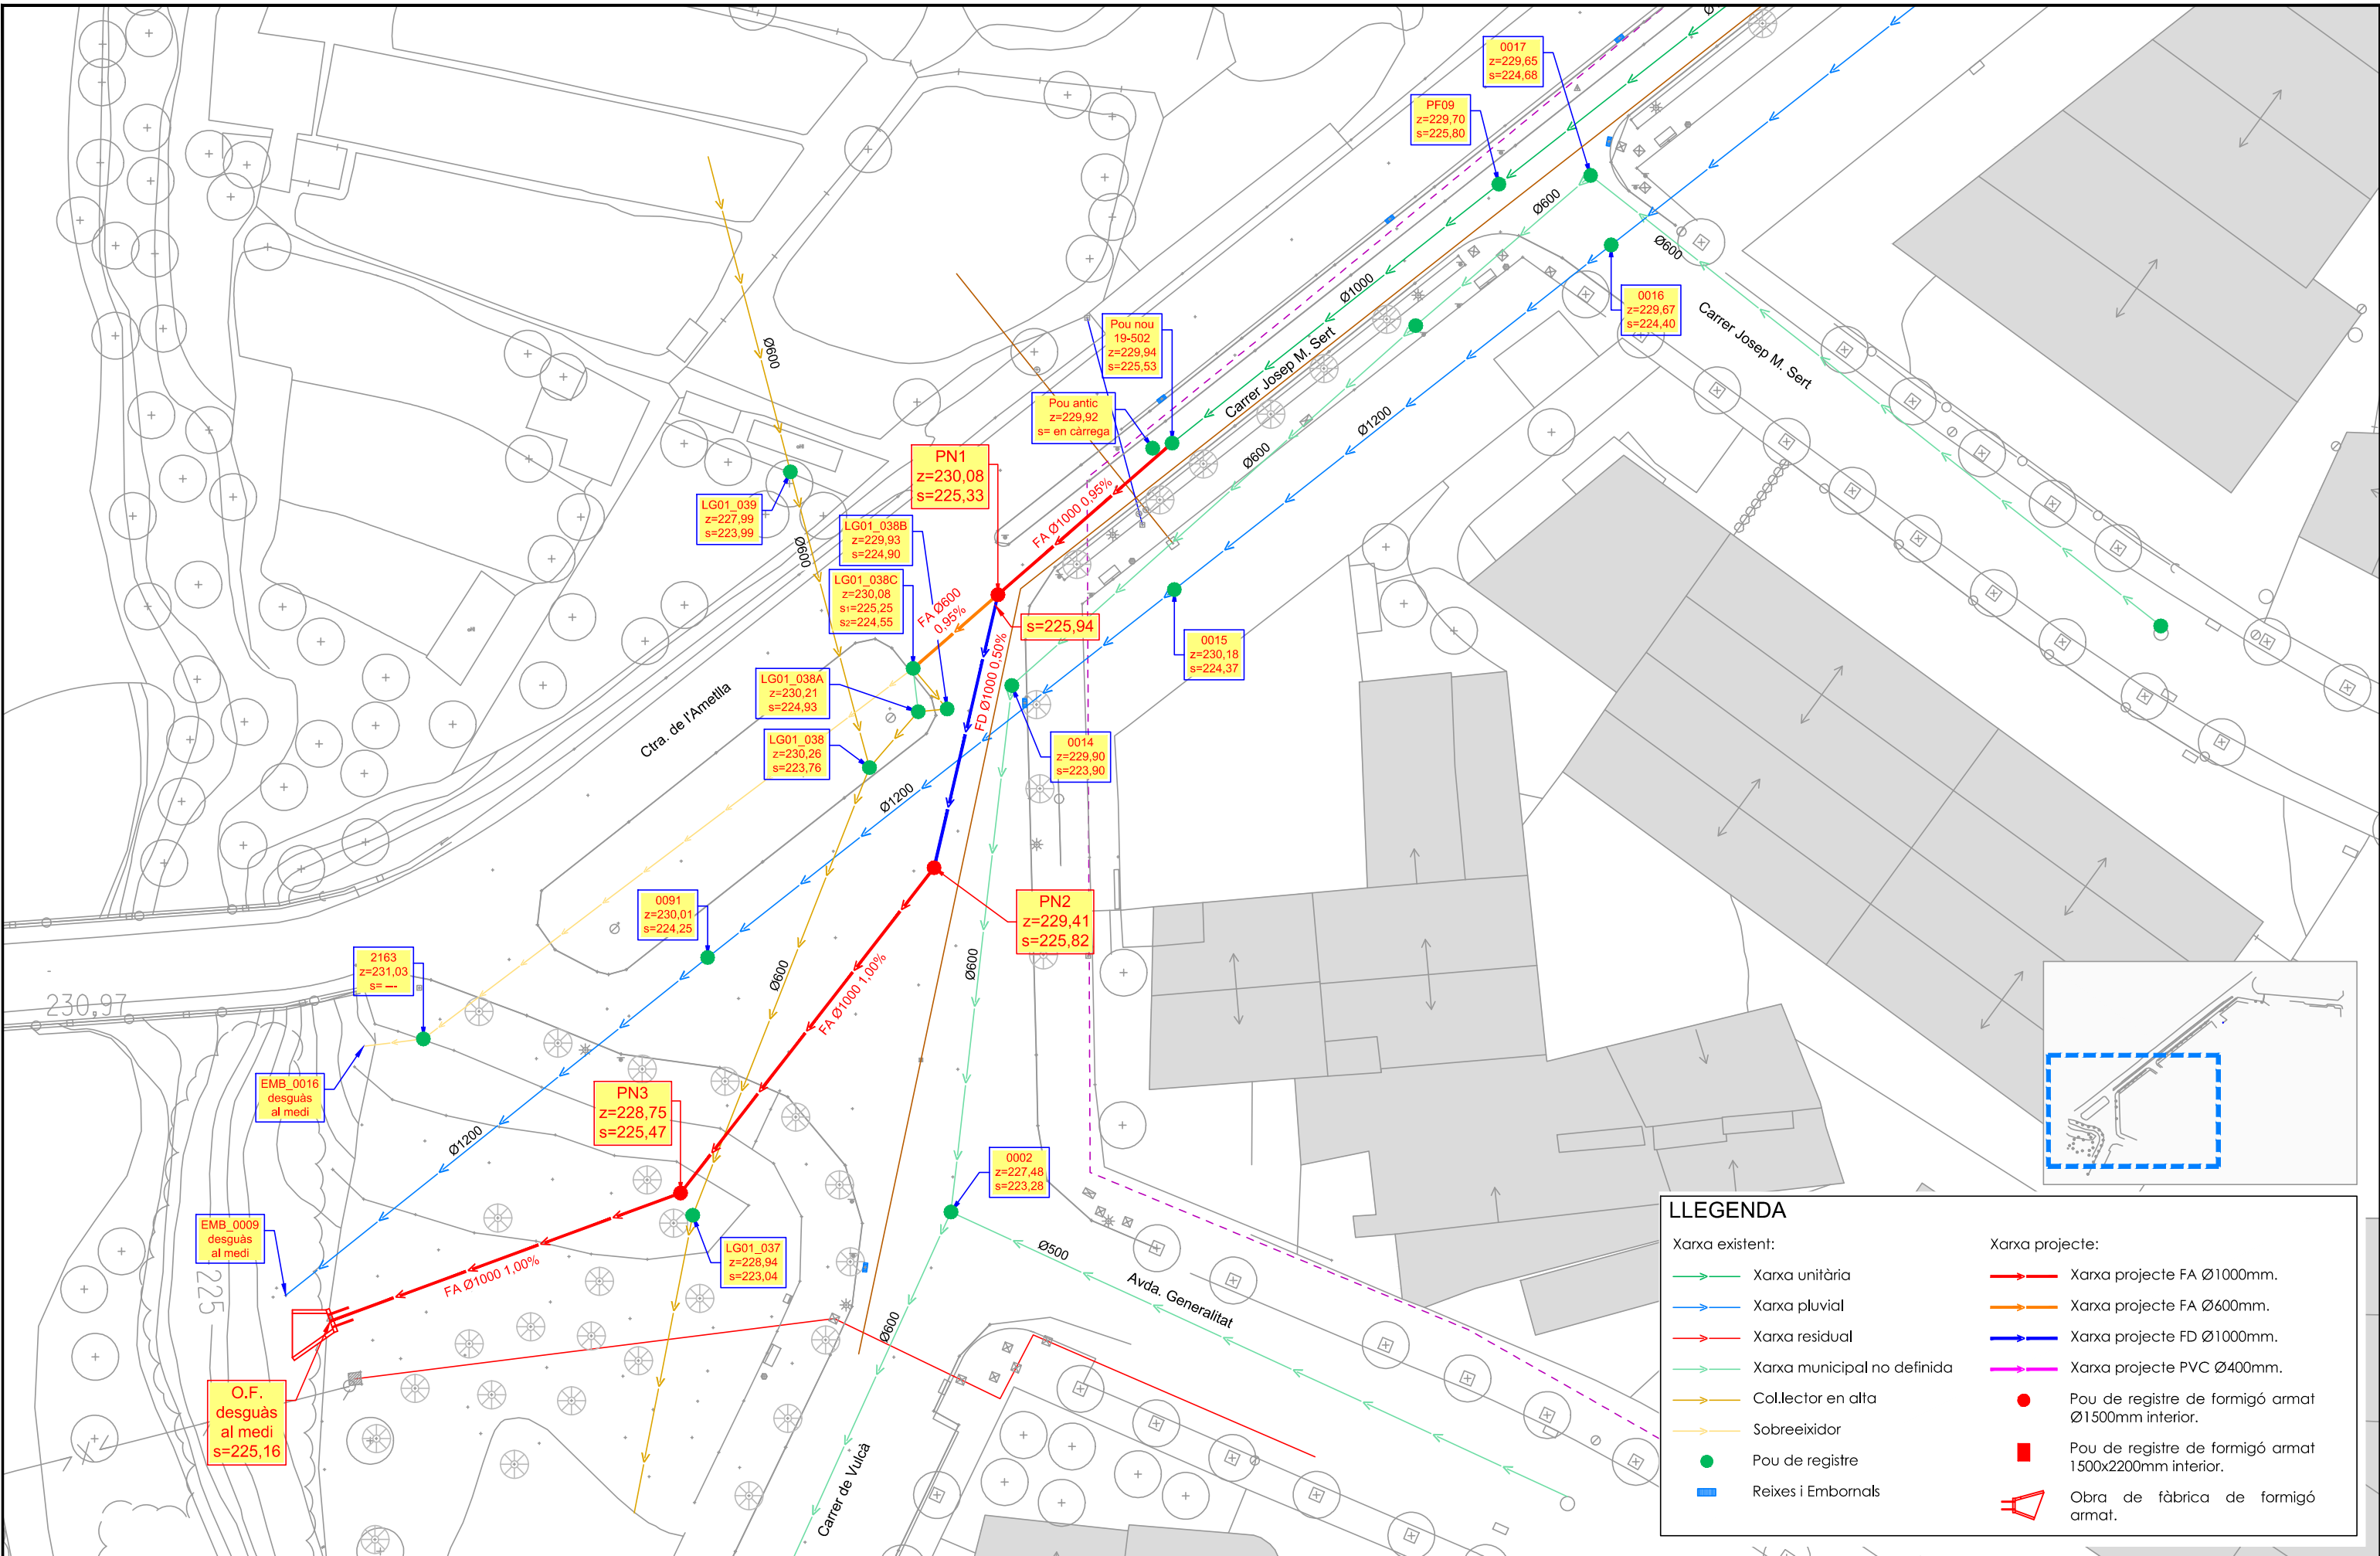 0017
z=229,65
s=224,68
PF09
z=229,70
s=225,80
Ø600
Ø600
0016
z=229,67
s=224,40
Carrer Josep M. Sert
Ø1000
Carrer Josep M. Sert
Pou nou
19-502
z=229,94
s=225,53
Pou antic
z=229,92
s= en càrrega
Ø600
Ø1200
Ø600
PN1
z=230,08
s=225,33
FA Ø1000 0,95%
LG01_039
z=227,99
s=223,99
LG01_038B
z=229,93
s=224,90
Ø600
LG01_038C
z=230,08
s1=225,25
s2=224,55
FA Ø600
0,95%
s=225,94
0015
z=230,18
s=224,37
LG01_038A
z=230,21
s=224,93
FD Ø1000 0,50%
Ctra. de l'Ametlla
LG01_038
z=230,26
s=223,76
0014
z=229,90
s=223,90
Ø1200
0091
z=230,01
s=224,25
PN2
z=229,41
s=225,82
2163
z=231,03
s= ---
230,97
Ø600
Ø600
FA Ø1000 1,00%
EMB_0016
desguàs
al medi
PN3
z=228,75
s=225,47
Ø1200
0002
z=227,48
s=223,28
EMB_0009
desguàs
al medi
225
LG01_037
z=228,94
s=223,04
FA Ø1000 1,00%
Ø500
Avda. Generalitat
Ø600
O.F.
desguàs
al medi
s=225,16
Carrer de Vulcà
LLEGENDA
Xarxa existent:
Xarxa unitària
Xarxa pluvial
Xarxa residual
Xarxa municipal no definida
Col.lector en alta
Sobreeixidor
Pou de registre
Reixes i Embornals
Xarxa projecte:
Xarxa projecte FA Ø1000mm.
Xarxa projecte FA Ø600mm.
Xarxa projecte FD Ø1000mm.
Xarxa projecte PVC Ø400mm.
Pou de registre de formigó armat
Ø1500mm interior.
Pou de registre de formigó armat
1500x2200mm interior.
Obra de fàbrica de formigó
armat.